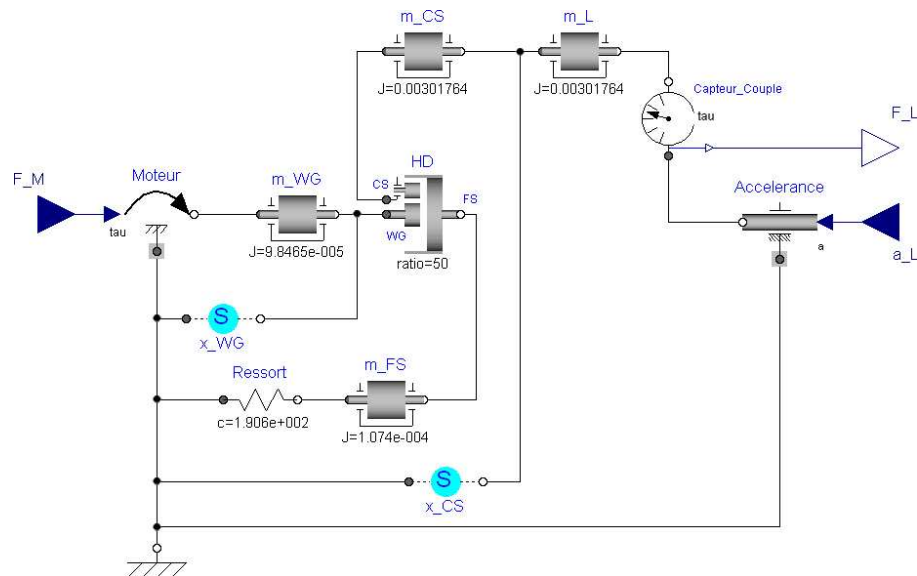 m_CS
m_L
J=0.00301764
J=0.00301764
Capteur_Couple
tau
F_L
F_M
Moteur
m_WG
HD
CS
FS
WG
tau
J=9.8465e-005
ratio=50
Accelerance
a
a_L
S
x_WG
Ressort
m_FS
c=1.906e+002
J=1.074e-004
S
x_CS